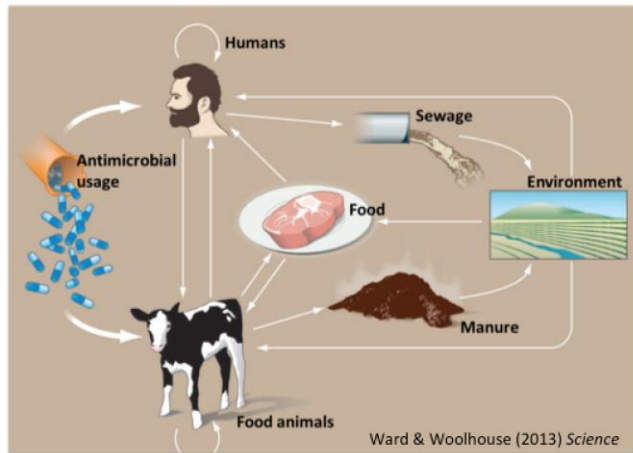 Humans
Antimicrobial
usage
Sewage
Environment
Food
Manure
Food animals
Ward & Woolhouse (2013) Science